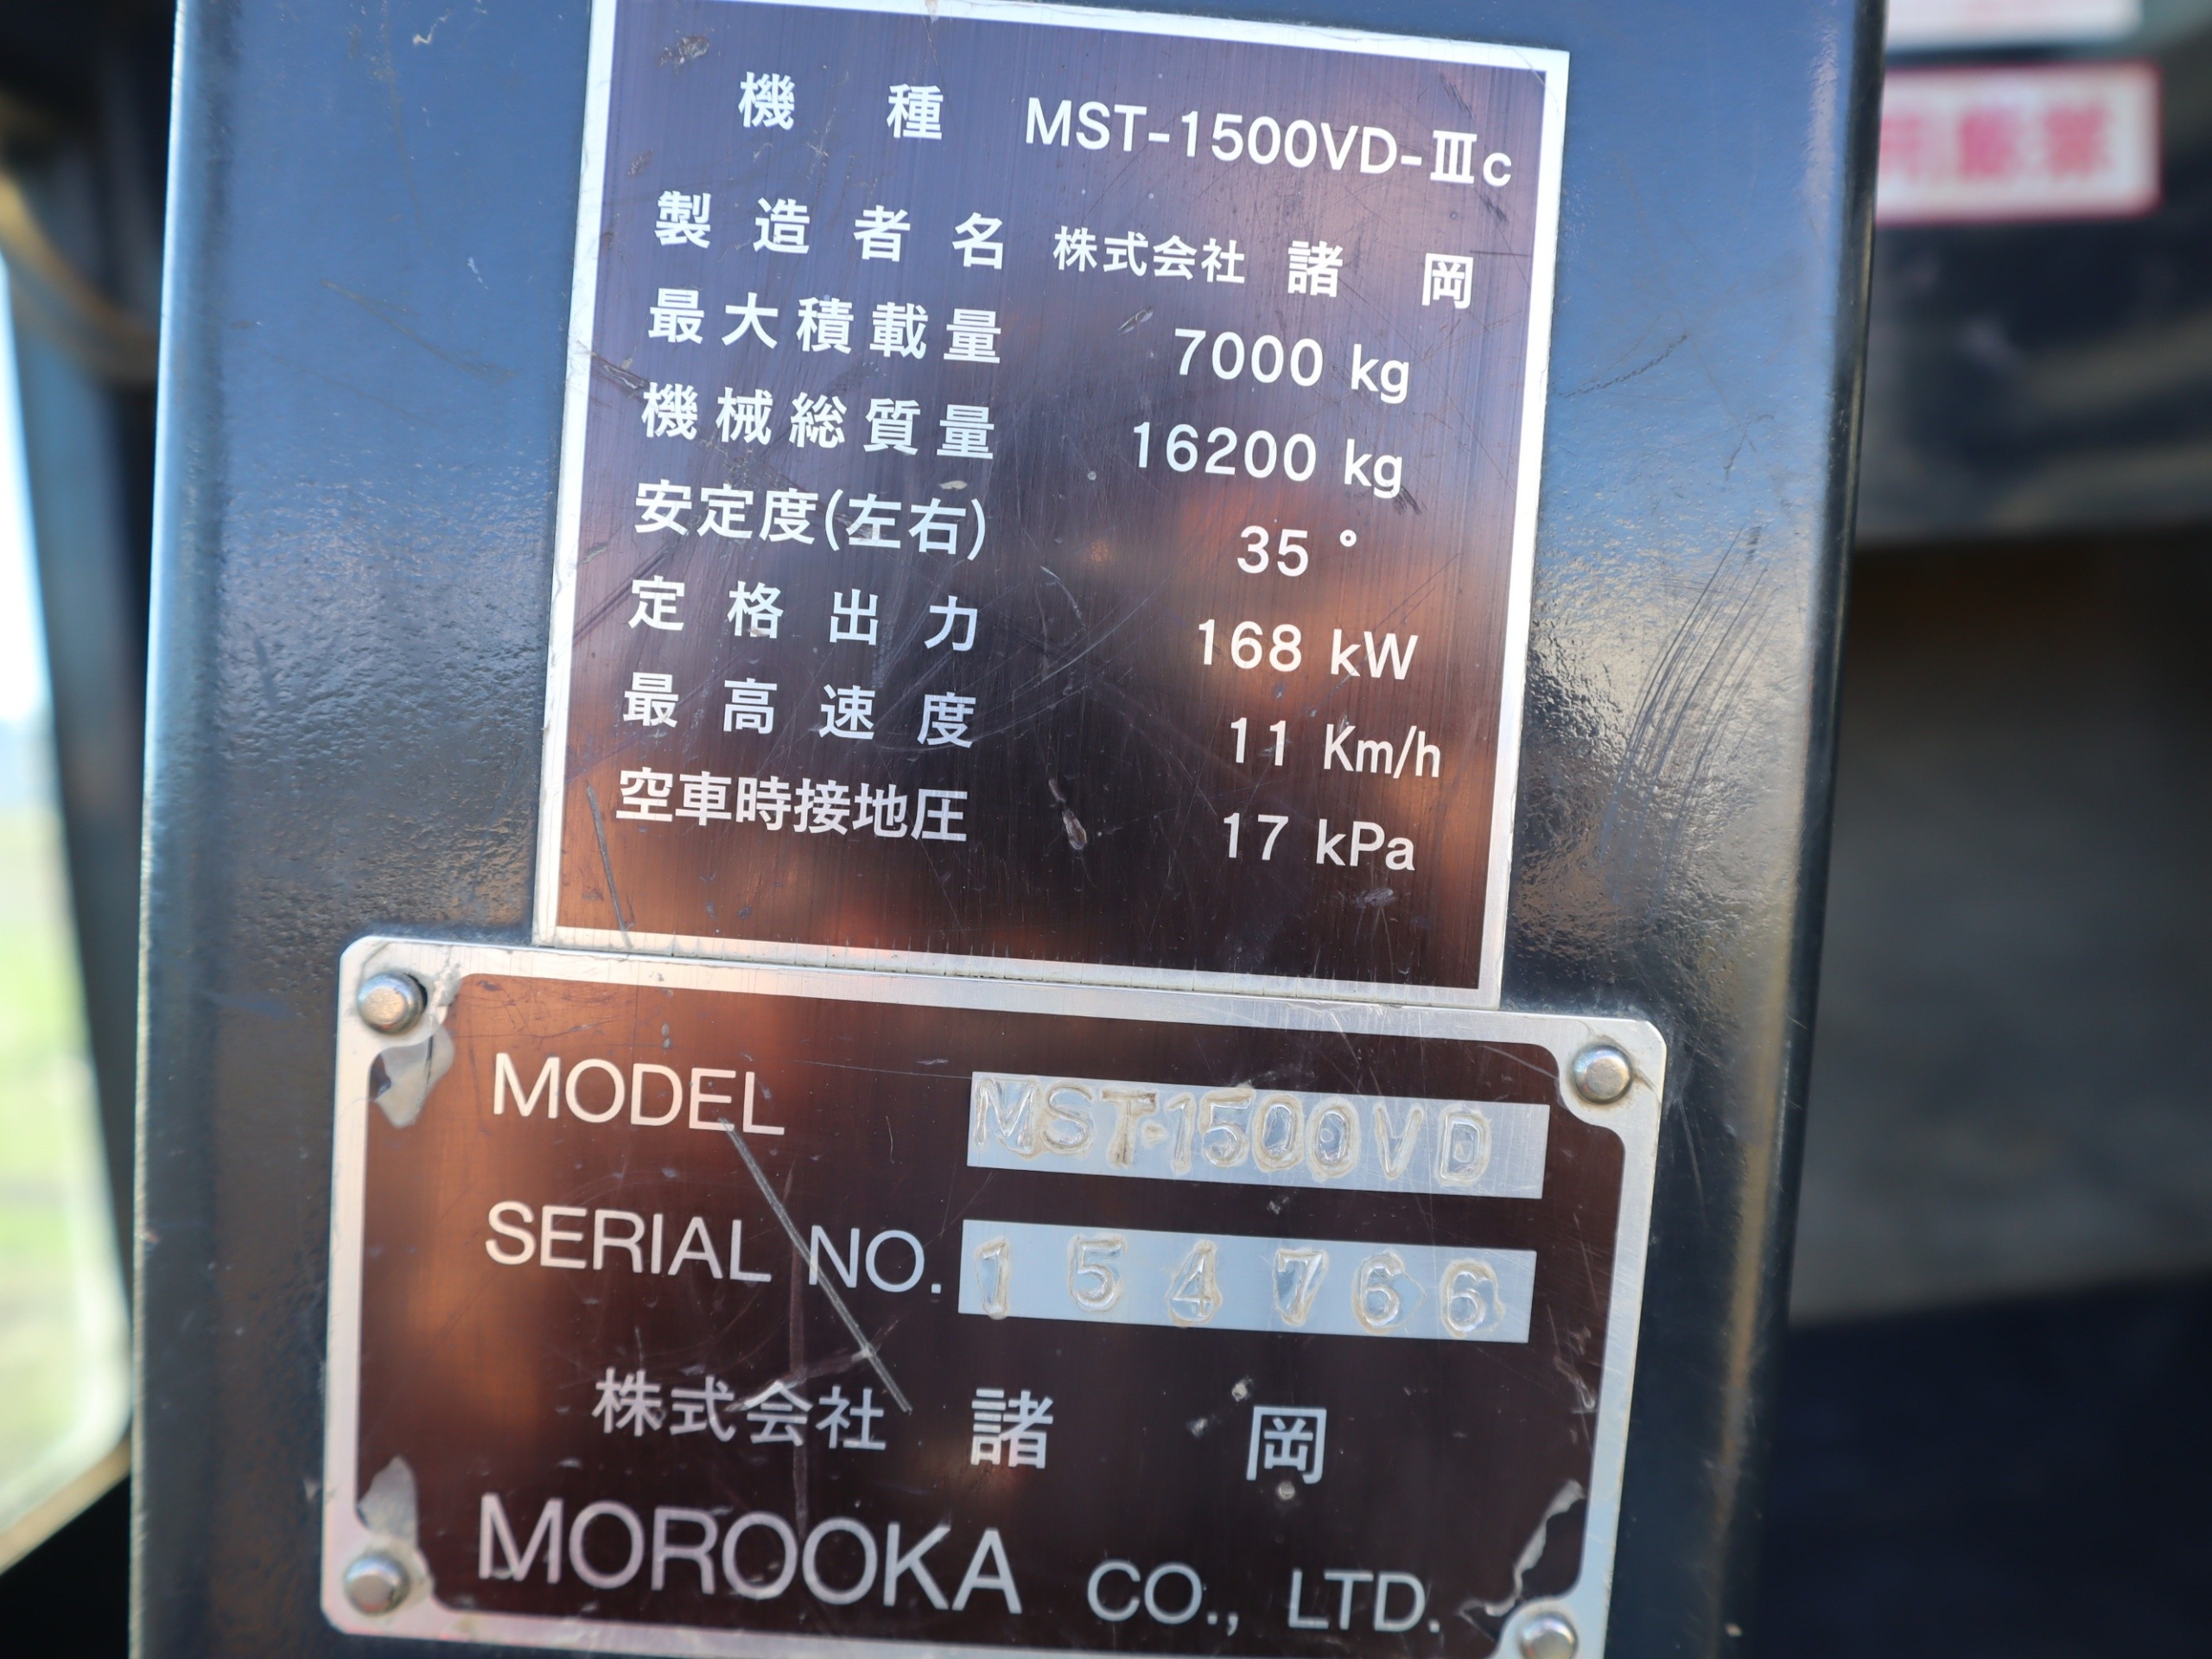 機種 MST-1500VD-Ⅲc
製造者名 株式会社 諸岡
最大積載量 7000 kg
機械総質量 16200 kg
安定度(左右) 35°
定格出力 168 kW
最高速度 11 Km/h
空車時接地圧 17 kPa
MODEL MST-1500VD
SERIAL NO. 154766
株式会社 諸岡
MOROOKA CO., LTD.